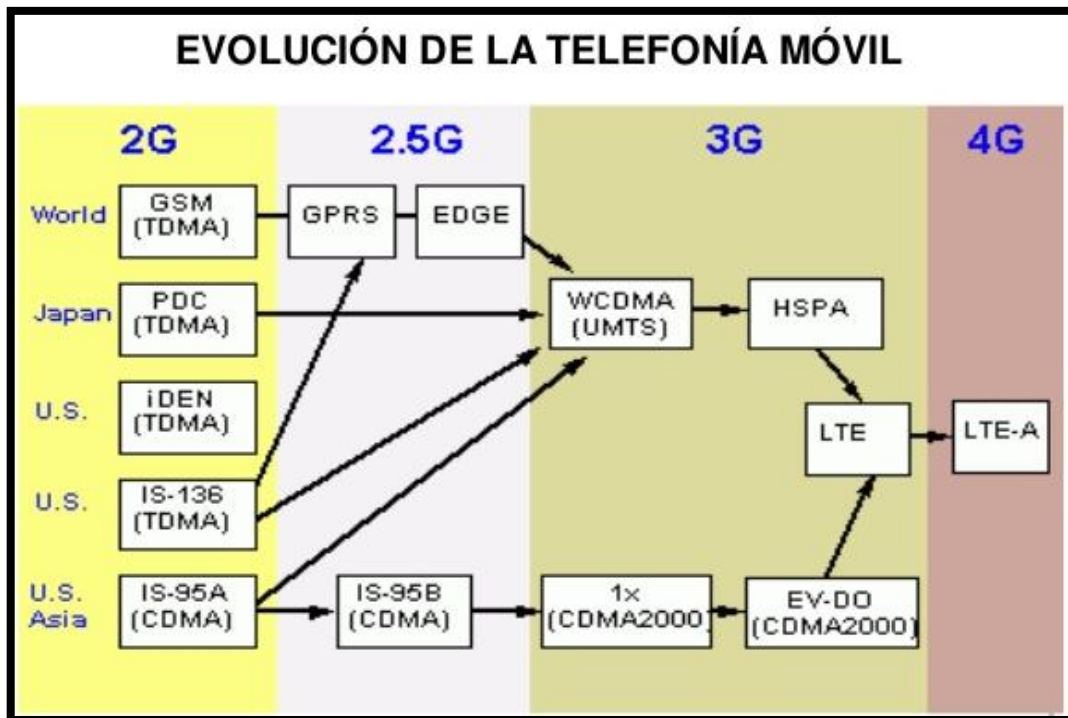 EVOLUCIÓN DE LA TELEFONÍA MÓVIL
2G
2.5G
3G
4G
World
GSM
(TDMA)
GPRS
EDGE
Japan
PDC
(TDMA)
WCDMA
(UMTS)
HSPA
U.S.
iDEN
(TDMA)
LTE
LTE-A
U.S.
IS-136
(TDMA)
U.S.
Asia
IS-95A
(CDMA)
IS-95B
(CDMA)
1x
(CDMA2000)
EV-DO
(CDMA2000)